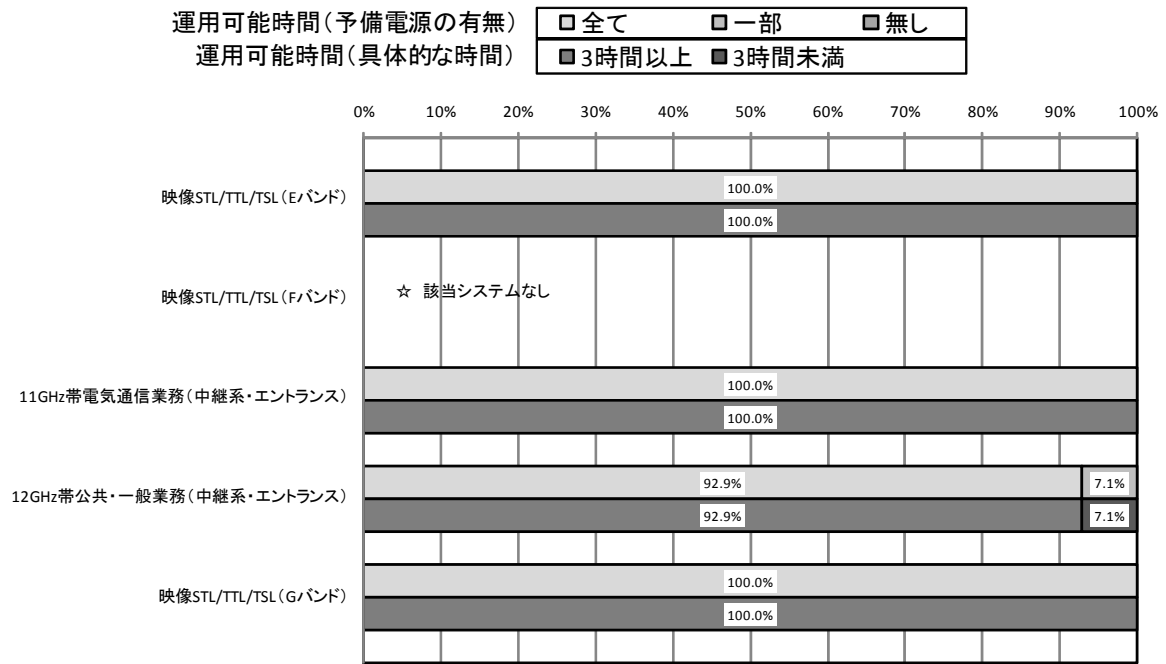 運用可能時間(予備電源の有無) 全て 一部 無し
運用可能時間(具体的な時間) 3時間以上 3時間未満
0% 10% 20% 30% 40% 50% 60% 70% 80% 90% 100%
映像STL/TTL/TSL(Eバンド)
100.0%
100.0%
映像STL/TTL/TSL(Fバンド)
☆ 該当システムなし
11GHz帯電気通信業務(中継系・エントランス)
100.0%
100.0%
12GHz帯公共・一般業務(中継系・エントランス)
92.9% 7.1%
92.9% 7.1%
映像STL/TTL/TSL(Gバンド)
100.0%
100.0%